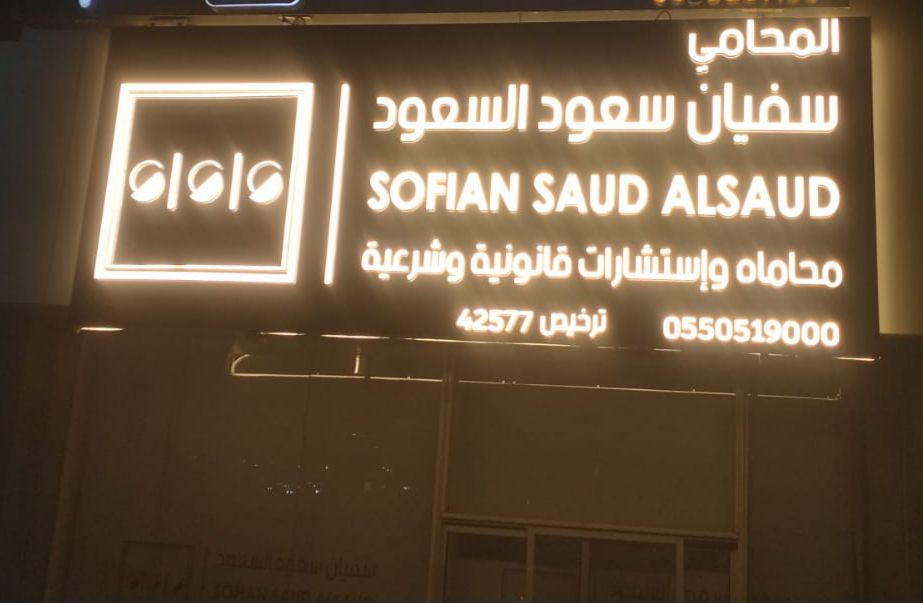 المحامي
سفيان سعود السعود
SOFIAN SAUD ALSAUD
محاماه وإستشارات قانونية وشرعية
0550519000 ترخيص 42577